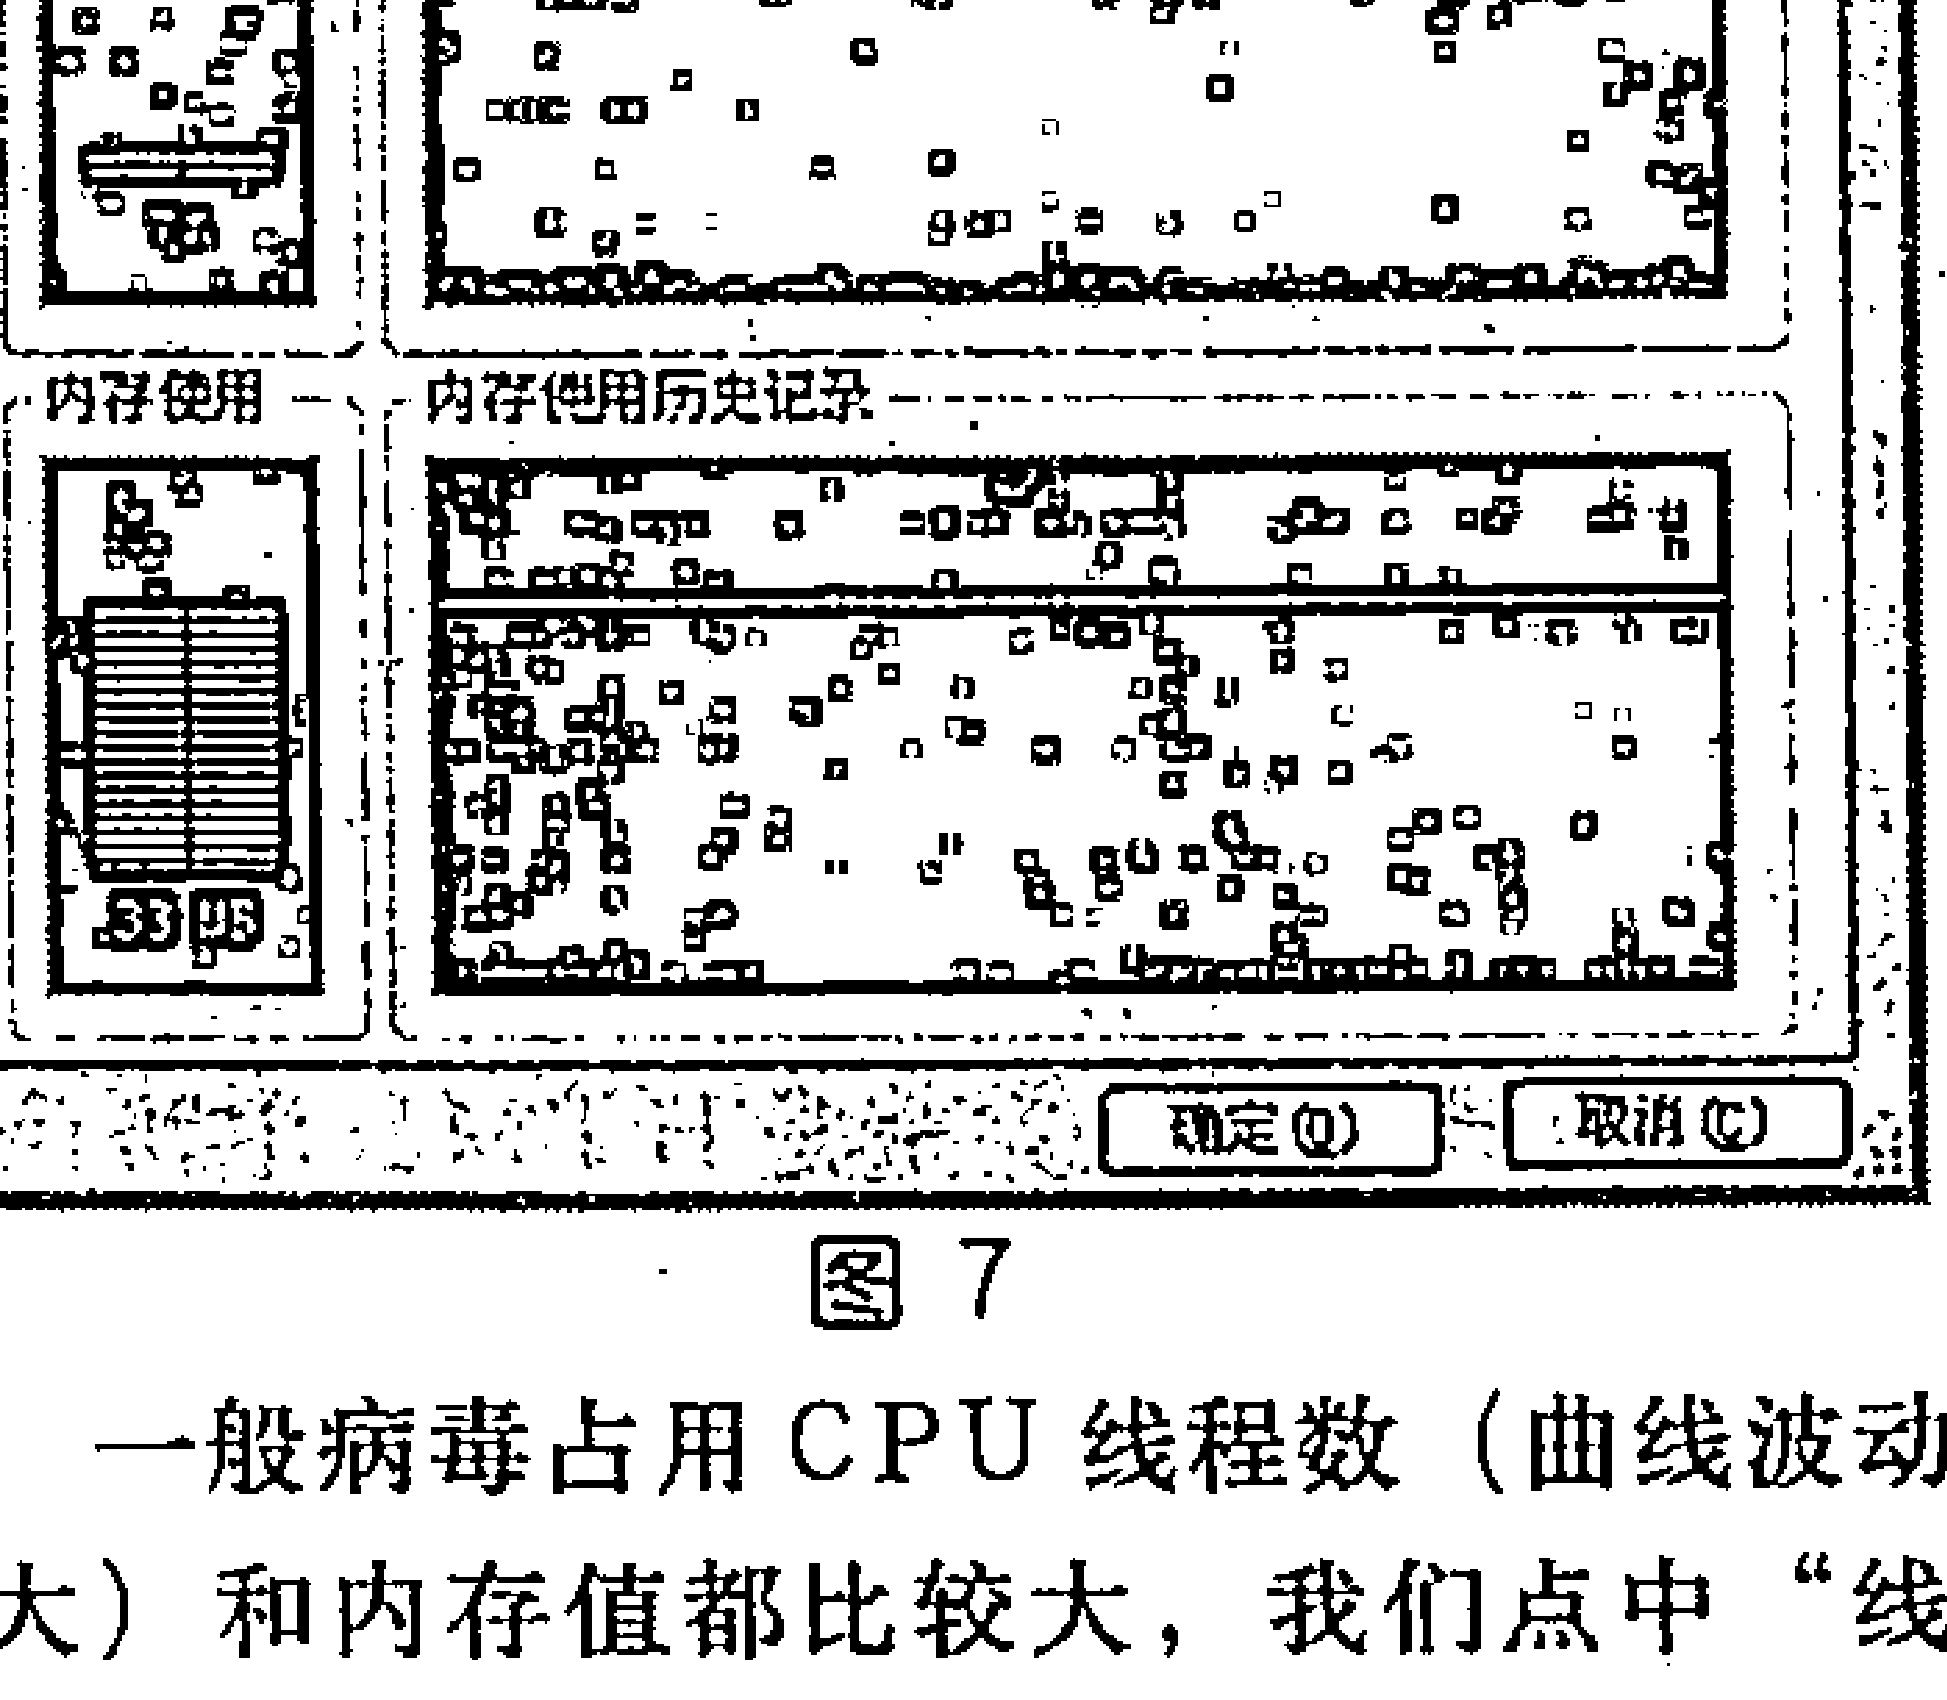 内存使用
内存使用历史记录
确定(O)
取消(C)
图 7
一般病毒占用CPU线程数（曲线波动
大）和内存值都比较大，我们点中“线